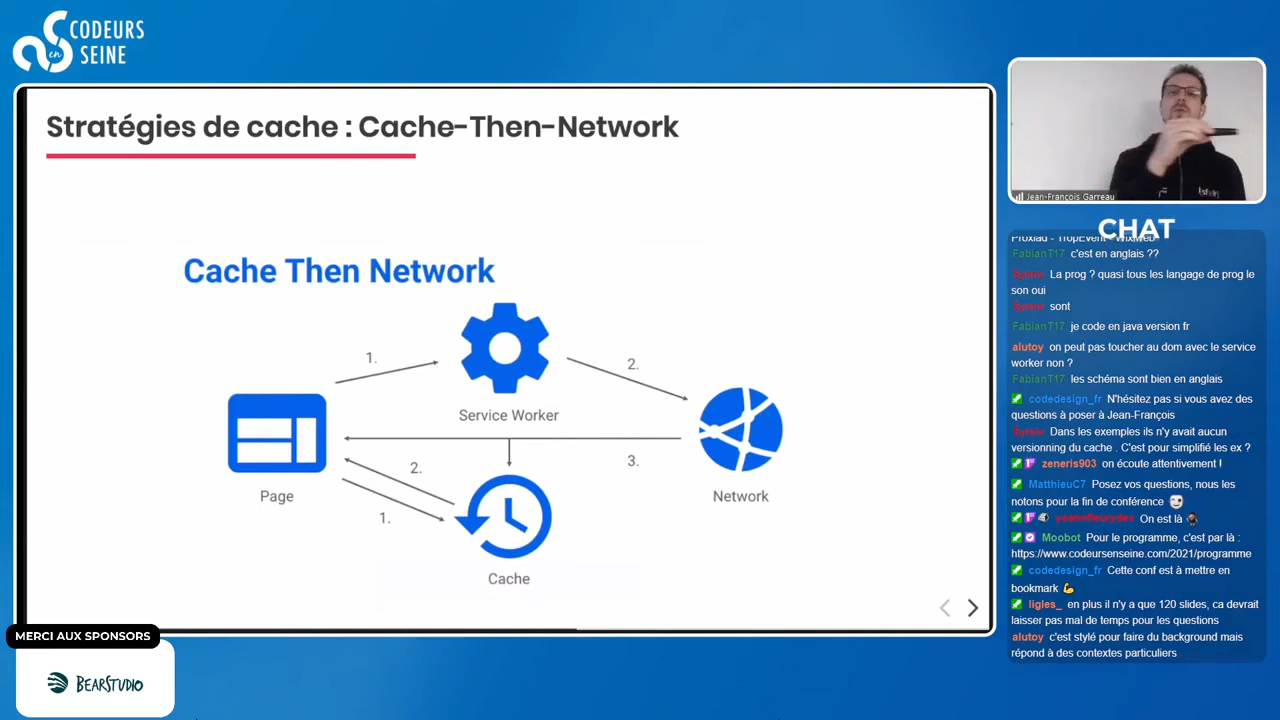 CODEURS
en
SEINE
Stratégies de cache : Cache-Then-Network
Cache Then Network
1.
2.
Service Worker
2.
3.
1.
Page
Network
Cache
MERCI AUX SPONSORS
BEARSTUDIO
Jean-François Garreau
CHAT
Proxiad - TropEvent - WixiWeb
FabianT17 c'est en anglais ??
La prog ? quasi tous les langage de prog le
son oui
sont
FabianT17 je code en java version fr
alutoy on peut pas toucher au dom avec le service
worker non ?
FabianT17 les schéma sont bien en anglais
codedesign_fr N'hésitez pas si vous avez des
questions à poser à Jean-François
Dans les exemples ils n'y avait aucun
versionning du cache . C'est pour simplifié les ex ?
zeneris903 on écoute attentivement !
MatthieuC7 Posez vos questions, nous les
notons pour la fin de conférence
yoannfleurydev On est là
Moobot Pour le programme, c'est par là :
https://www.codeursenseine.com/2021/programme
codedesign_fr Cette conf est à mettre en
bookmark
ligles_ en plus il n'y a que 120 slides, ca devrait
laisser pas mal de temps pour les questions
alutoy c'est stylé pour faire du background mais
répond à des contextes particuliers